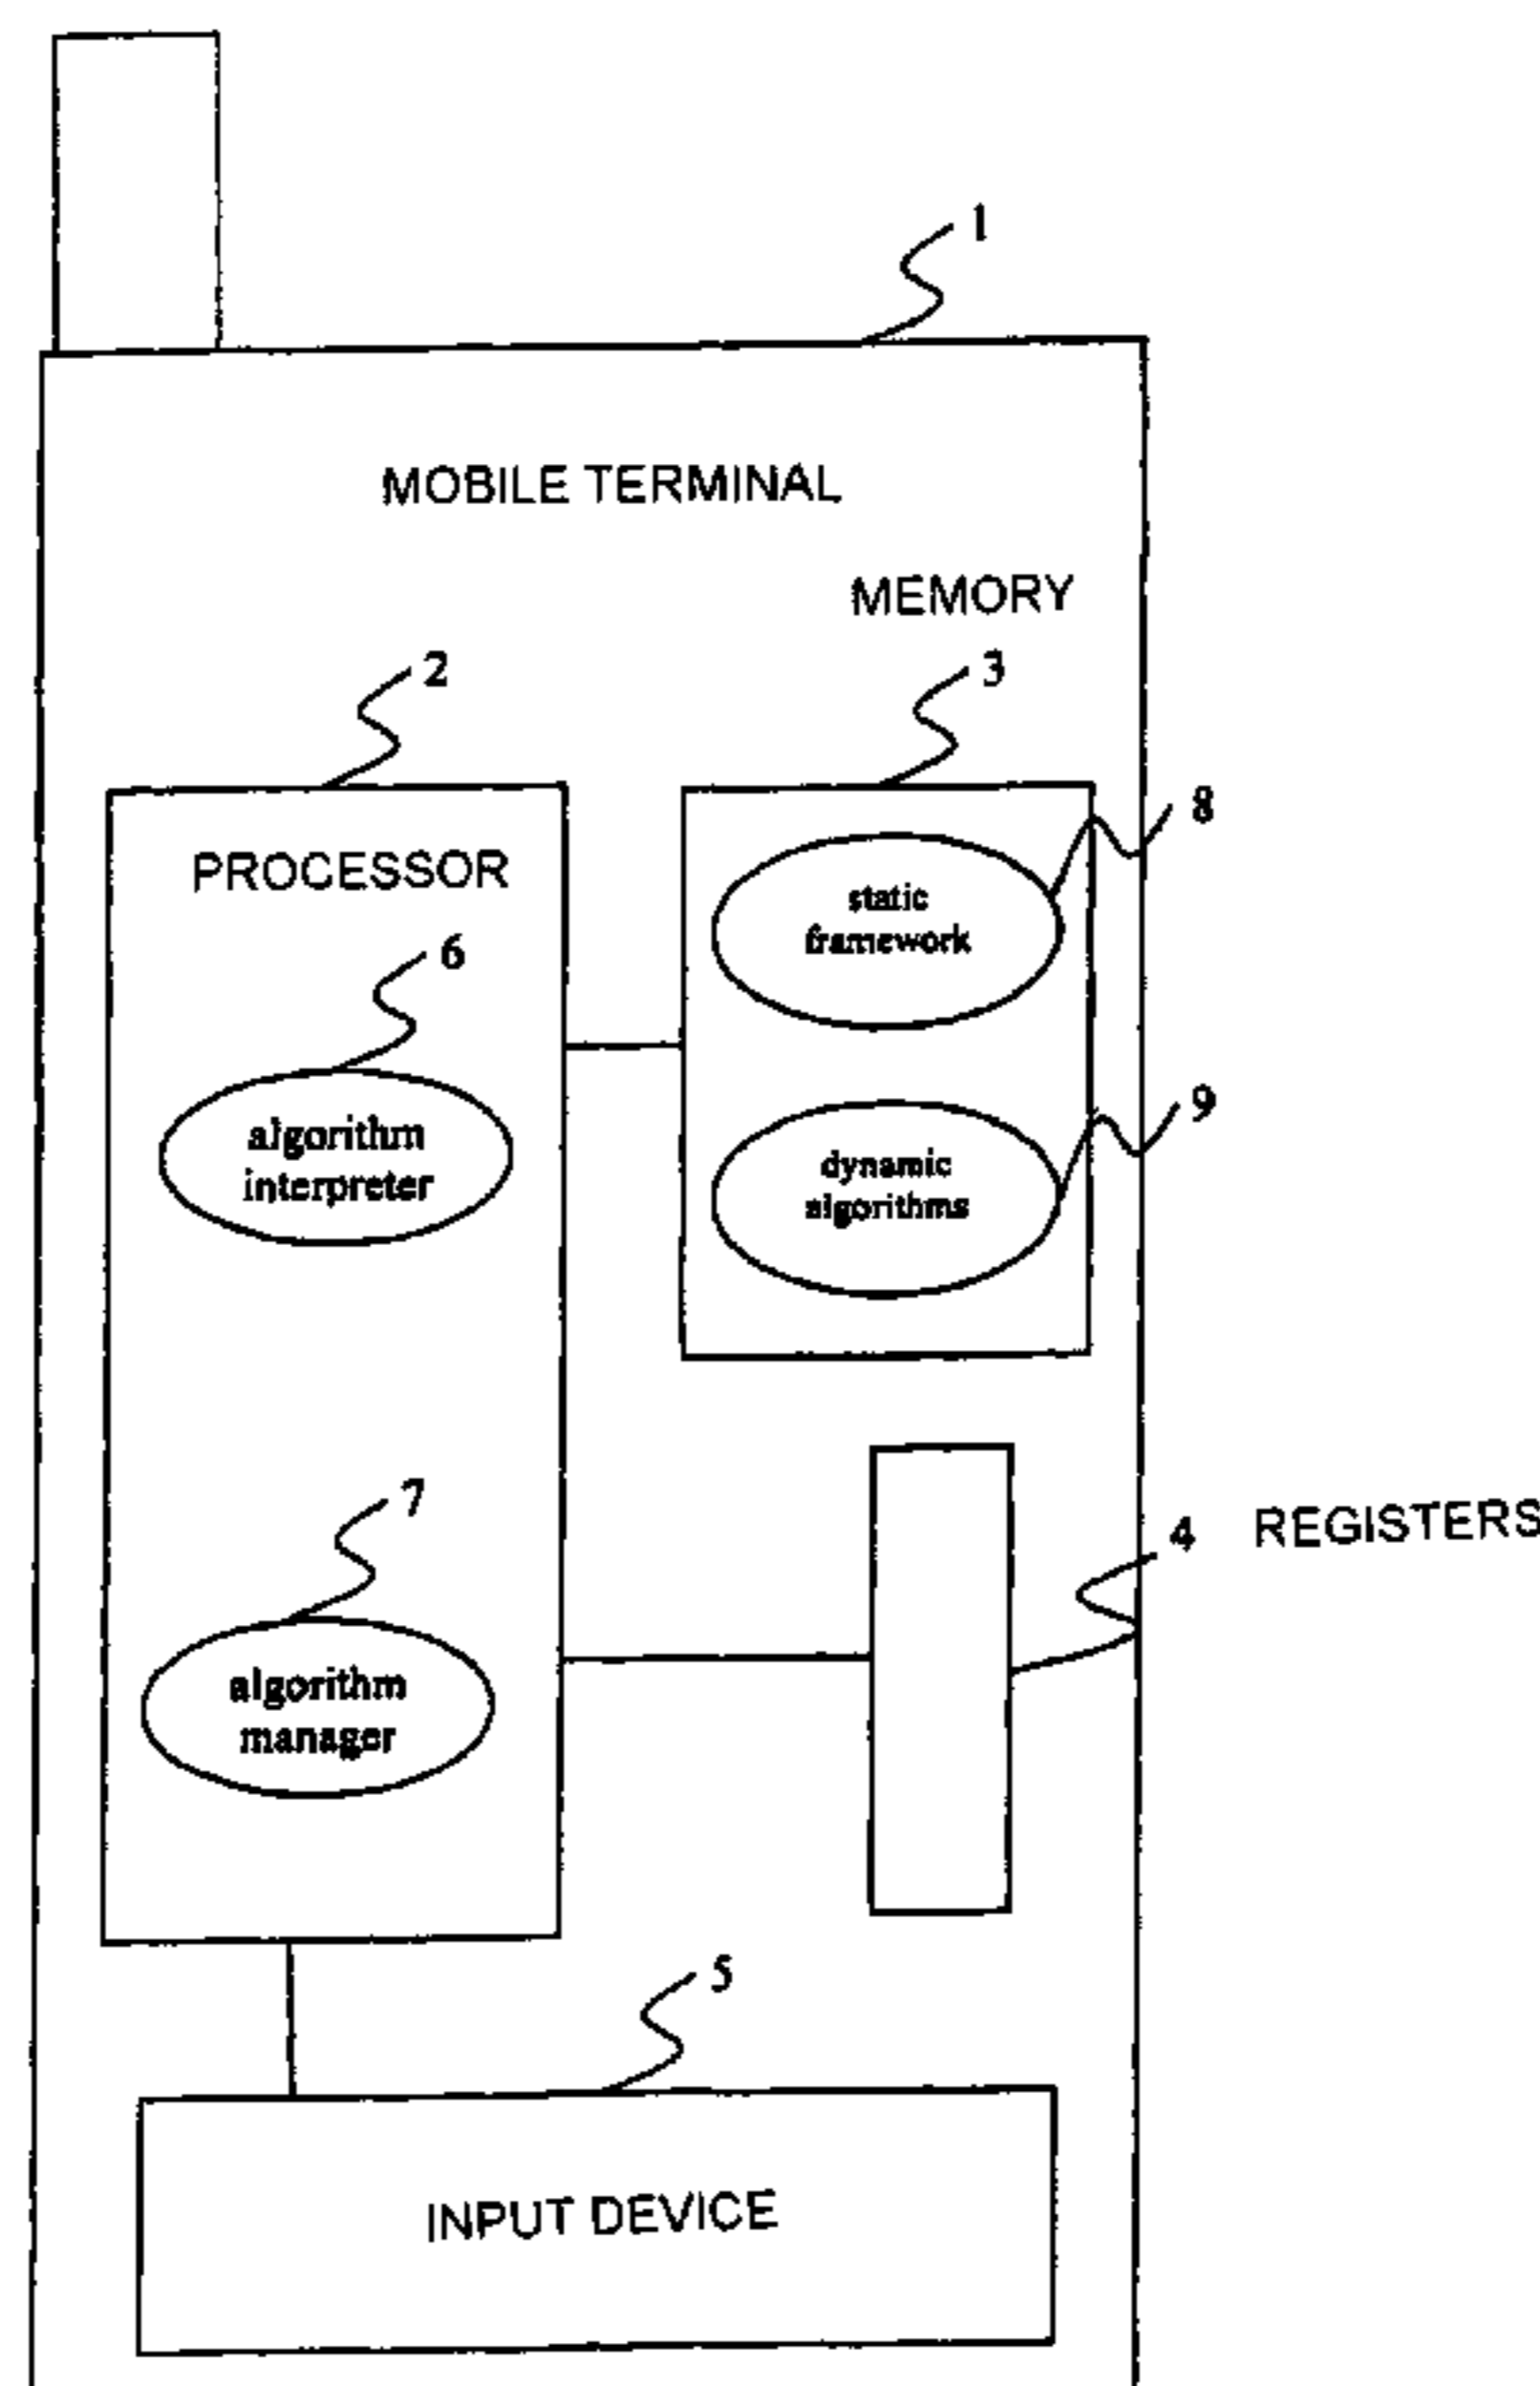 1
MOBILE TERMINAL
MEMORY
2
3
8
PROCESSOR
static
framework
6
9
algorithm
interpreter
dynamic
algorithms
7
4
REGISTERS
algorithm
manager
5
INPUT DEVICE